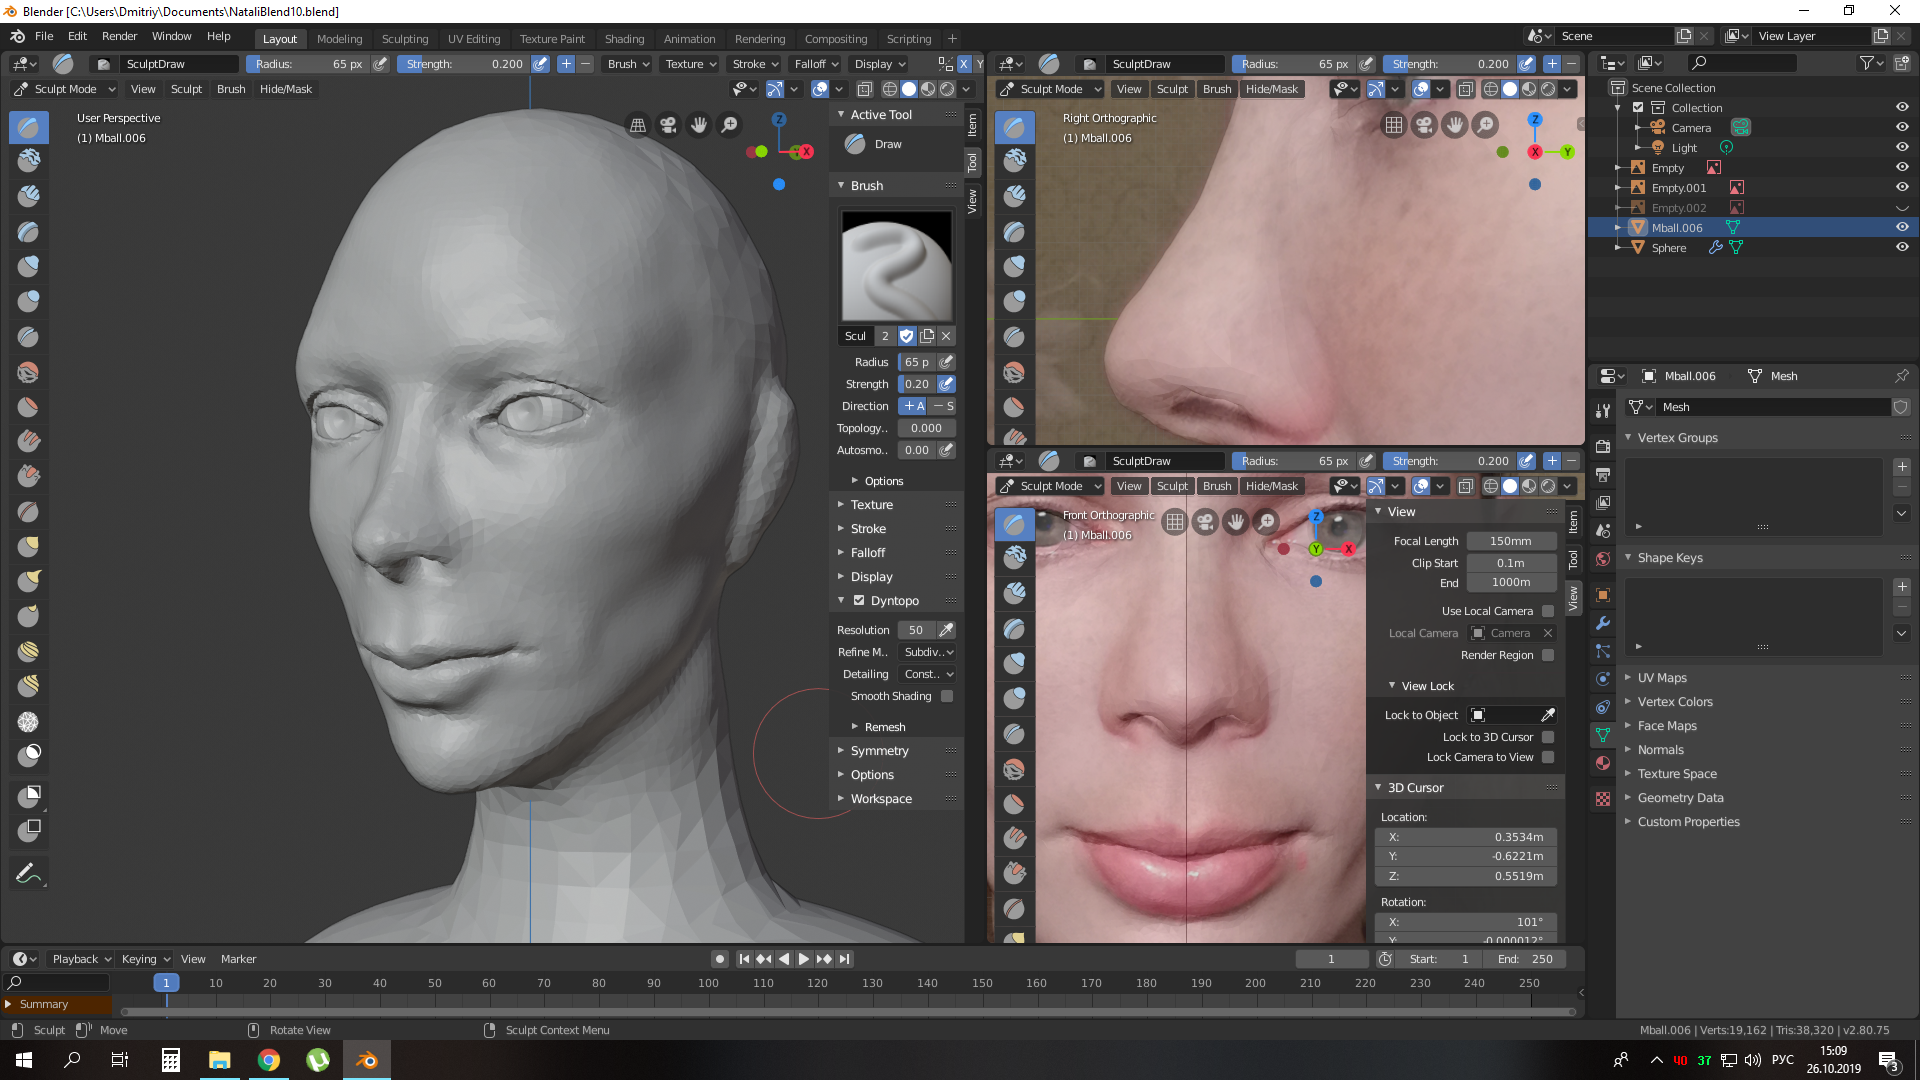 Blender [C:\Users\Dmitriy\Documents\NataliBlend10.blend]
File Edit Render Window Help
Layout Modeling Sculpting UV Editing Texture Paint Shading Animation Rendering Compositing Scripting +
Scene
View Layer
SculptDraw Radius: 65 px Strength: 0.200 Brush Texture Stroke Falloff Display X Y
Sculpt Mode View Sculpt Brush Hide/Mask
User Perspective
(1) Mball.006
Z
X
Active Tool
Draw
Brush
Scul 2
Radius 65 p
Strength 0.20
Direction + A − S
Topology.. 0.000
Autosmo.. 0.00
Options
Texture
Stroke
Falloff
Display
Dyntopo
Resolution 50
Refine M.. Subdiv..
Detailing Const..
Smooth Shading
Remesh
Symmetry
Options
Workspace
Item
Tool
View
SculptDraw Radius: 65 px Strength: 0.200
Sculpt Mode View Sculpt Brush Hide/Mask
Right Orthographic
(1) Mball.006
Z
X
Y
SculptDraw Radius: 65 px Strength: 0.200
Sculpt Mode View Sculpt Brush Hide/Mask
Front Orthographic
(1) Mball.006
Z
Y
X
View
Focal Length 150mm
Clip Start 0.1m
End 1000m
Use Local Camera
Local Camera Camera
Render Region
View Lock
Lock to Object
Lock to 3D Cursor
Lock Camera to View
3D Cursor
Location:
X: 0.3534m
Y: -0.6221m
Z: 0.5519m
Rotation:
X: 101°
Y: -0.000012°
Item
Tool
View
Scene Collection
Collection
Camera
Light
Empty
Empty.001
Empty.002
Mball.006
Sphere
Mball.006 Mesh
Mesh
Vertex Groups
Shape Keys
UV Maps
Vertex Colors
Face Maps
Normals
Texture Space
Geometry Data
Custom Properties
Playback Keying View Marker
1 Start: 1 End: 250
1 10 20 30 40 50 60 70 80 90 100 110 120 130 140 150 160 170 180 190 200 210 220 230 240 250
Summary
Sculpt Move Rotate View Sculpt Context Menu
Mball.006 | Verts:19,162 | Tris:38,320 | v2.80.75
40 37 РУС 15:09
26.10.2019
3